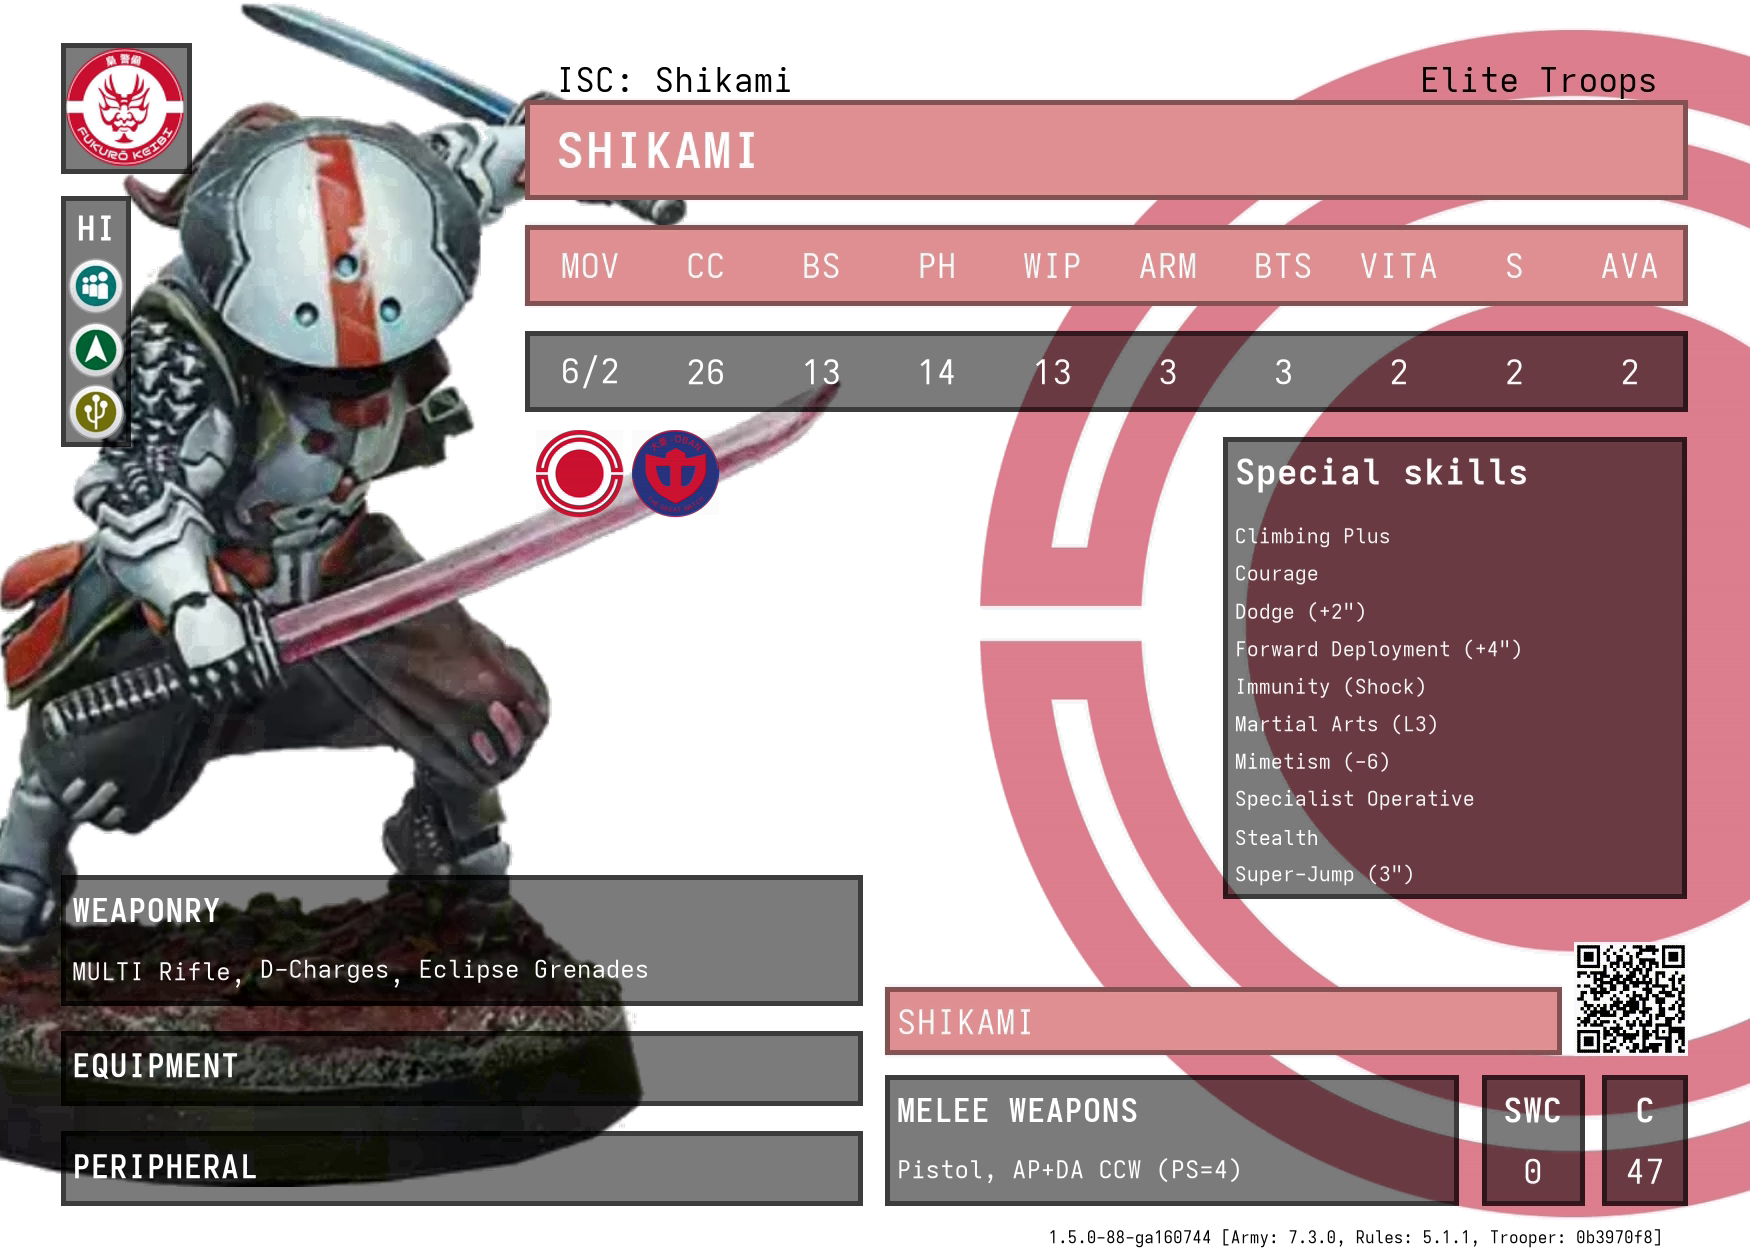 梟 警備
FUKURŌ KEIBI
ISC: Shikami
Elite Troops
SHIKAMI
HI
MOV CC BS PH WIP ARM BTS VITA S AVA
6/2 26 13 14 13 3 3 2 2 2
-ŌBAN
Special skills
Climbing Plus
Courage
Dodge (+2")
Forward Deployment (+4")
Immunity (Shock)
Martial Arts (L3)
Mimetism (-6)
Specialist Operative
Stealth
Super-Jump (3")
WEAPONRY
MULTI Rifle, D-Charges, Eclipse Grenades
EQUIPMENT
PERIPHERAL
SHIKAMI
MELEE WEAPONS
Pistol, AP+DA CCW (PS=4)
SWC
0
C
47
1.5.0-88-ga160744 [Army: 7.3.0, Rules: 5.1.1, Trooper: 0b3970f8]